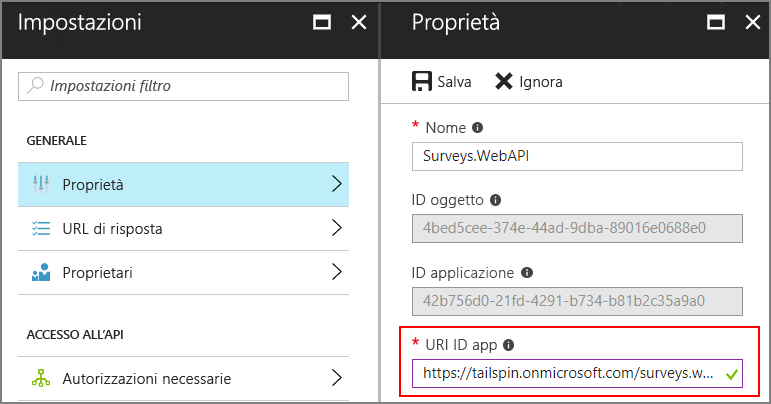 Impostazioni
Impostazioni filtro
GENERALE
Proprietà
URL di risposta
Proprietari
ACCESSO ALL'API
Autorizzazioni necessarie
Proprietà
Salva
Ignora
* Nome
Surveys.WebAPI
ID oggetto
4bed5cee-374e-44ad-9dba-89016e0688e0
ID applicazione
42b756d0-21fd-4291-b734-b81b2c35a9a0
* URI ID app
https://tailspin.onmicrosoft.com/surveys.w...